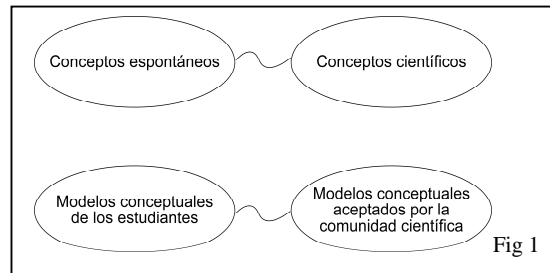 Conceptos espontáneos
Conceptos científicos
Modelos conceptuales
de los estudiantes
Modelos conceptuales
aceptados por la
comunidad científica
Fig 1